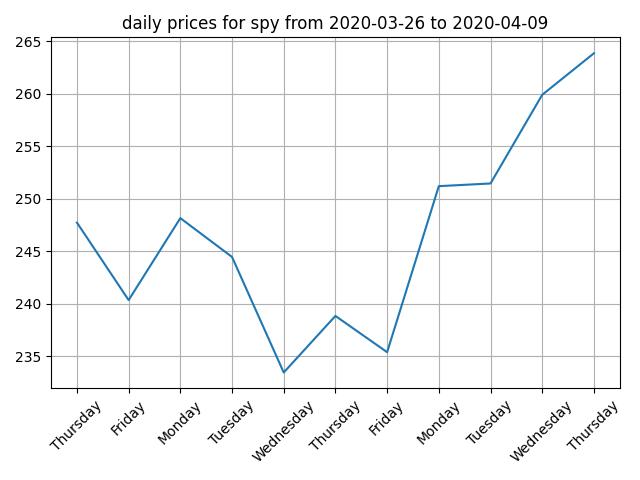 daily prices for spy from 2020-03-26 to 2020-04-09
265
260
255
250
245
240
235
Thursday
Friday
Monday
Tuesday
Wednesday
Thursday
Friday
Monday
Tuesday
Wednesday
Thursday